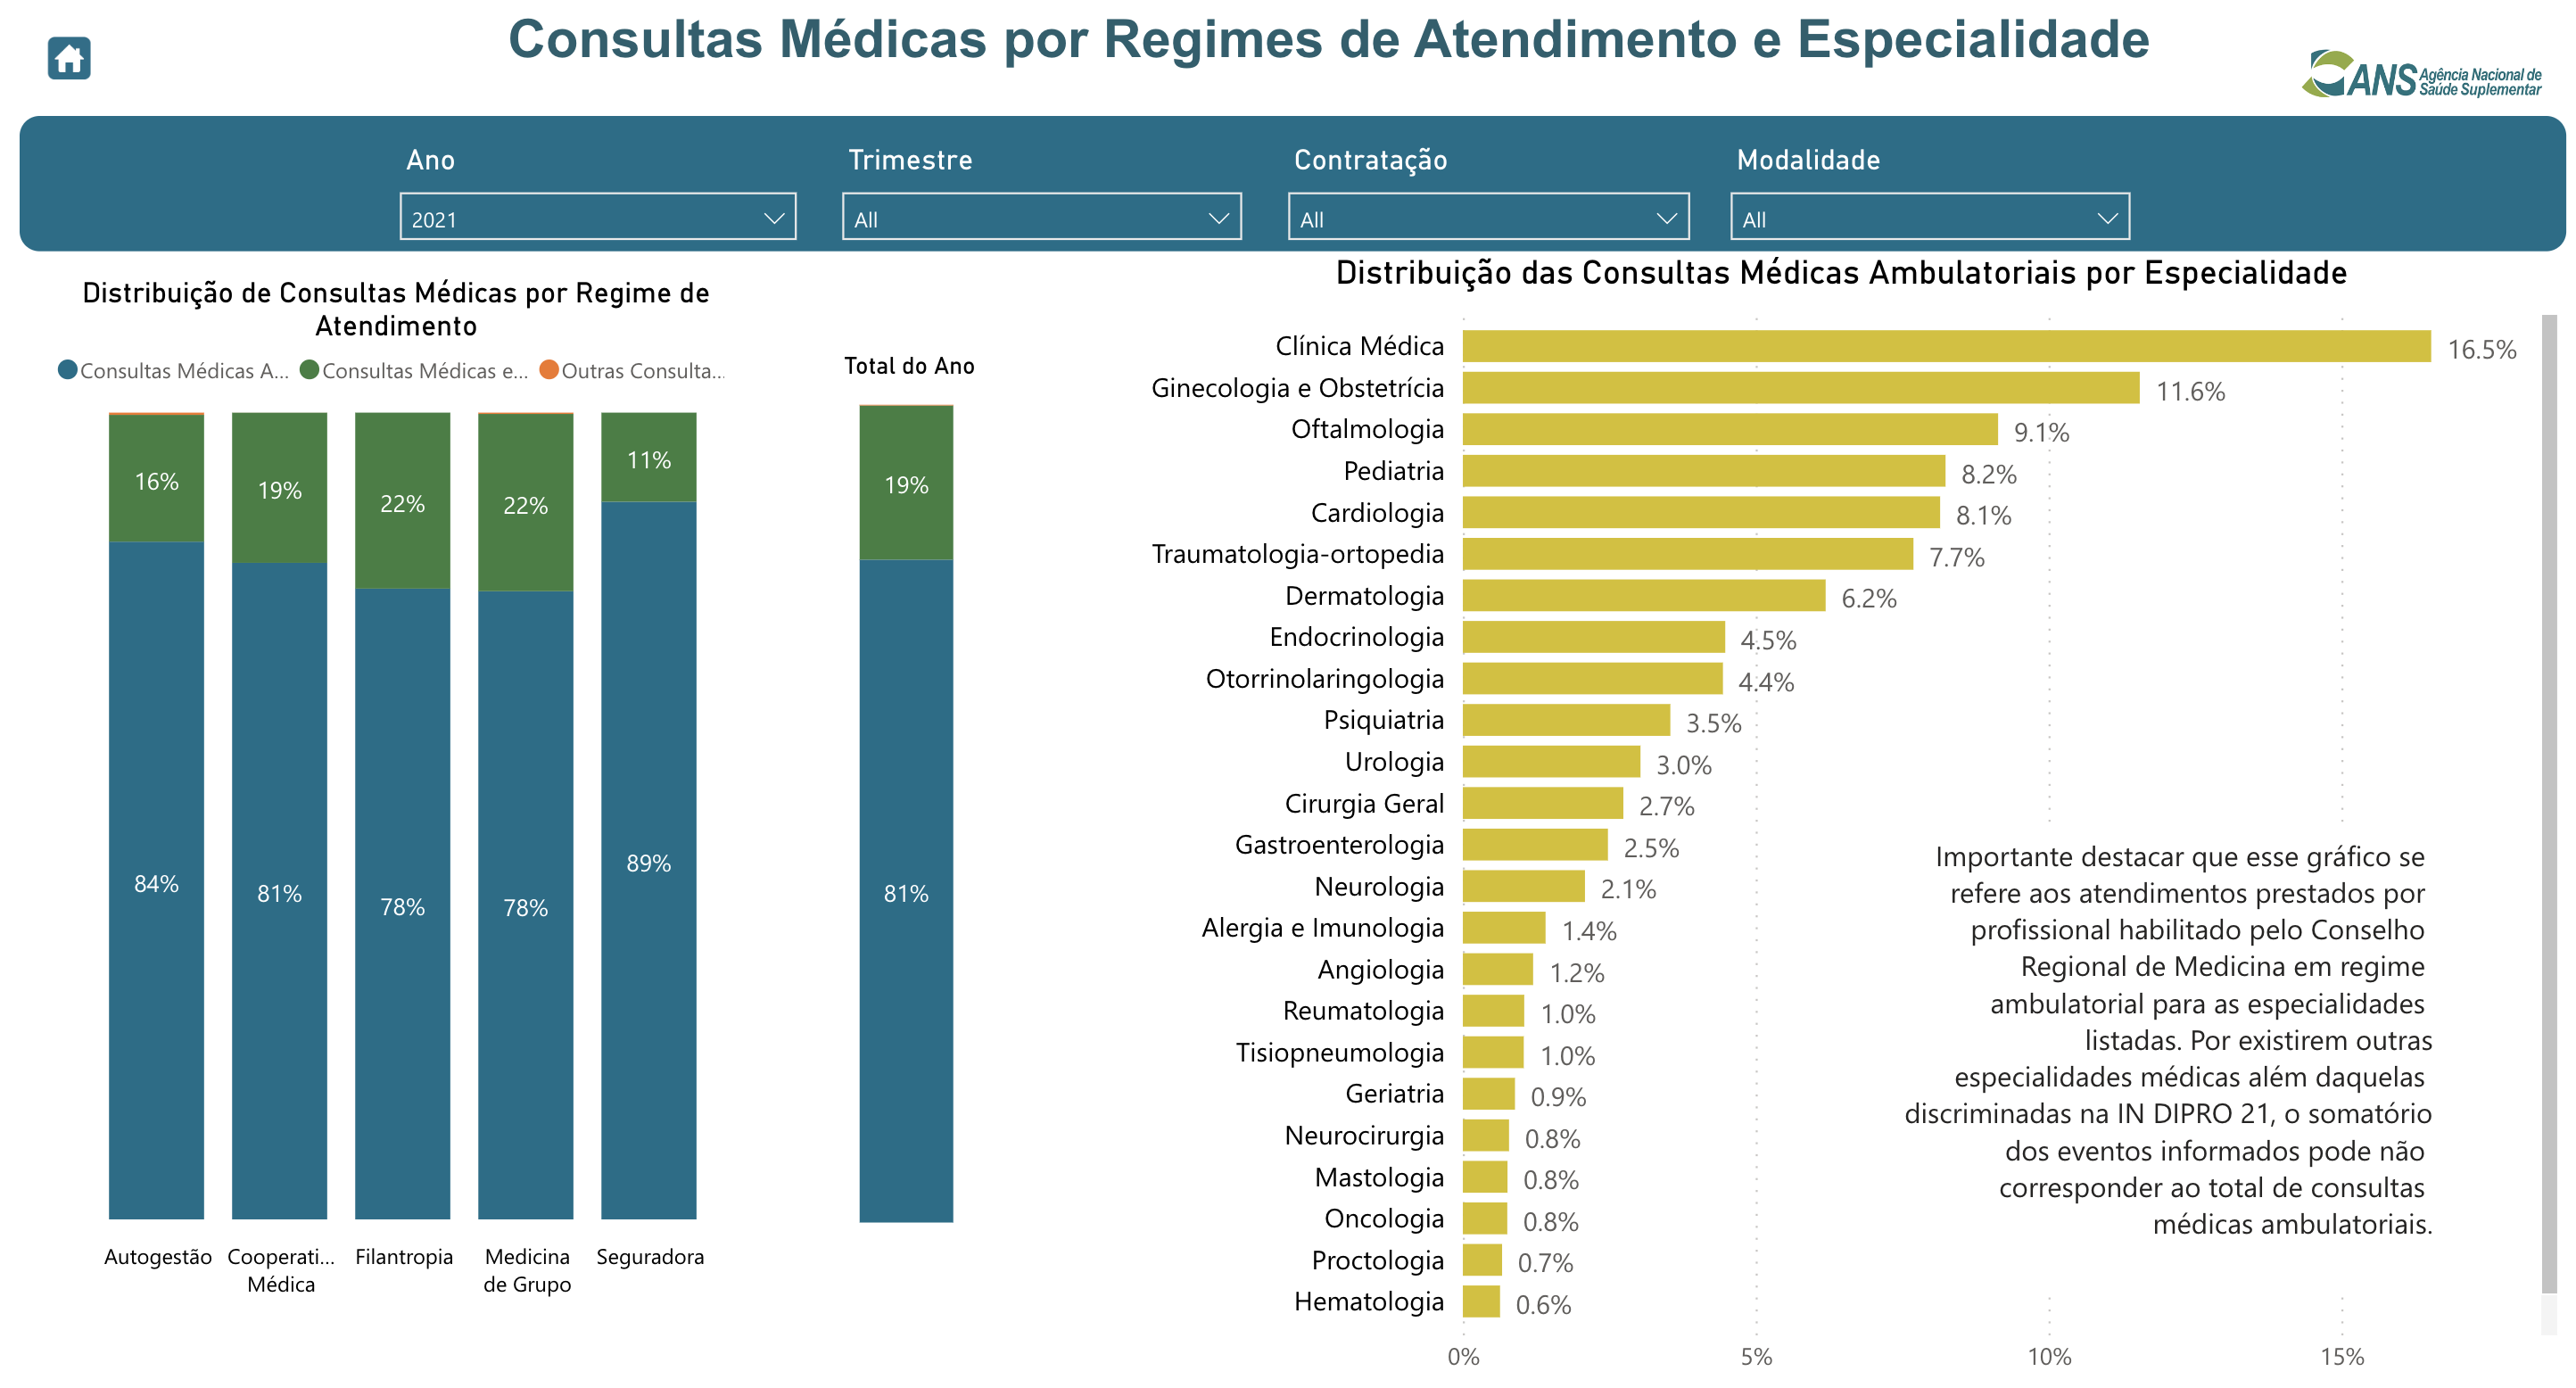 Consultas Médicas por Regimes de Atendimento e Especialidade
ANS Agência Nacional de
Saúde Suplementar
Ano
2021
Trimestre
All
Contratação
All
Modalidade
All
Distribuição de Consultas Médicas por Regime de
Atendimento
Consultas Médicas A... Consultas Médicas e... Outras Consulta...
16% 19% 22% 22% 11%
84% 81% 78% 78% 89%
Autogestão Cooperati... Filantropia Medicina Seguradora
Médica de Grupo
Total do Ano
19%
81%
Distribuição das Consultas Médicas Ambulatoriais por Especialidade
Clínica Médica 16.5%
Ginecologia e Obstetrícia 11.6%
Oftalmologia 9.1%
Pediatria 8.2%
Cardiologia 8.1%
Traumatologia-ortopedia 7.7%
Dermatologia 6.2%
Endocrinologia 4.5%
Otorrinolaringologia 4.4%
Psiquiatria 3.5%
Urologia 3.0%
Cirurgia Geral 2.7%
Gastroenterologia 2.5%
Neurologia 2.1%
Alergia e Imunologia 1.4%
Angiologia 1.2%
Reumatologia 1.0%
Tisiopneumologia 1.0%
Geriatria 0.9%
Neurocirurgia 0.8%
Mastologia 0.8%
Oncologia 0.8%
Proctologia 0.7%
Hematologia 0.6%
0% 5% 10% 15%
Importante destacar que esse gráfico se
refere aos atendimentos prestados por
profissional habilitado pelo Conselho
Regional de Medicina em regime
ambulatorial para as especialidades
listadas. Por existirem outras
especialidades médicas além daquelas
discriminadas na IN DIPRO 21, o somatório
dos eventos informados pode não
corresponder ao total de consultas
médicas ambulatoriais.